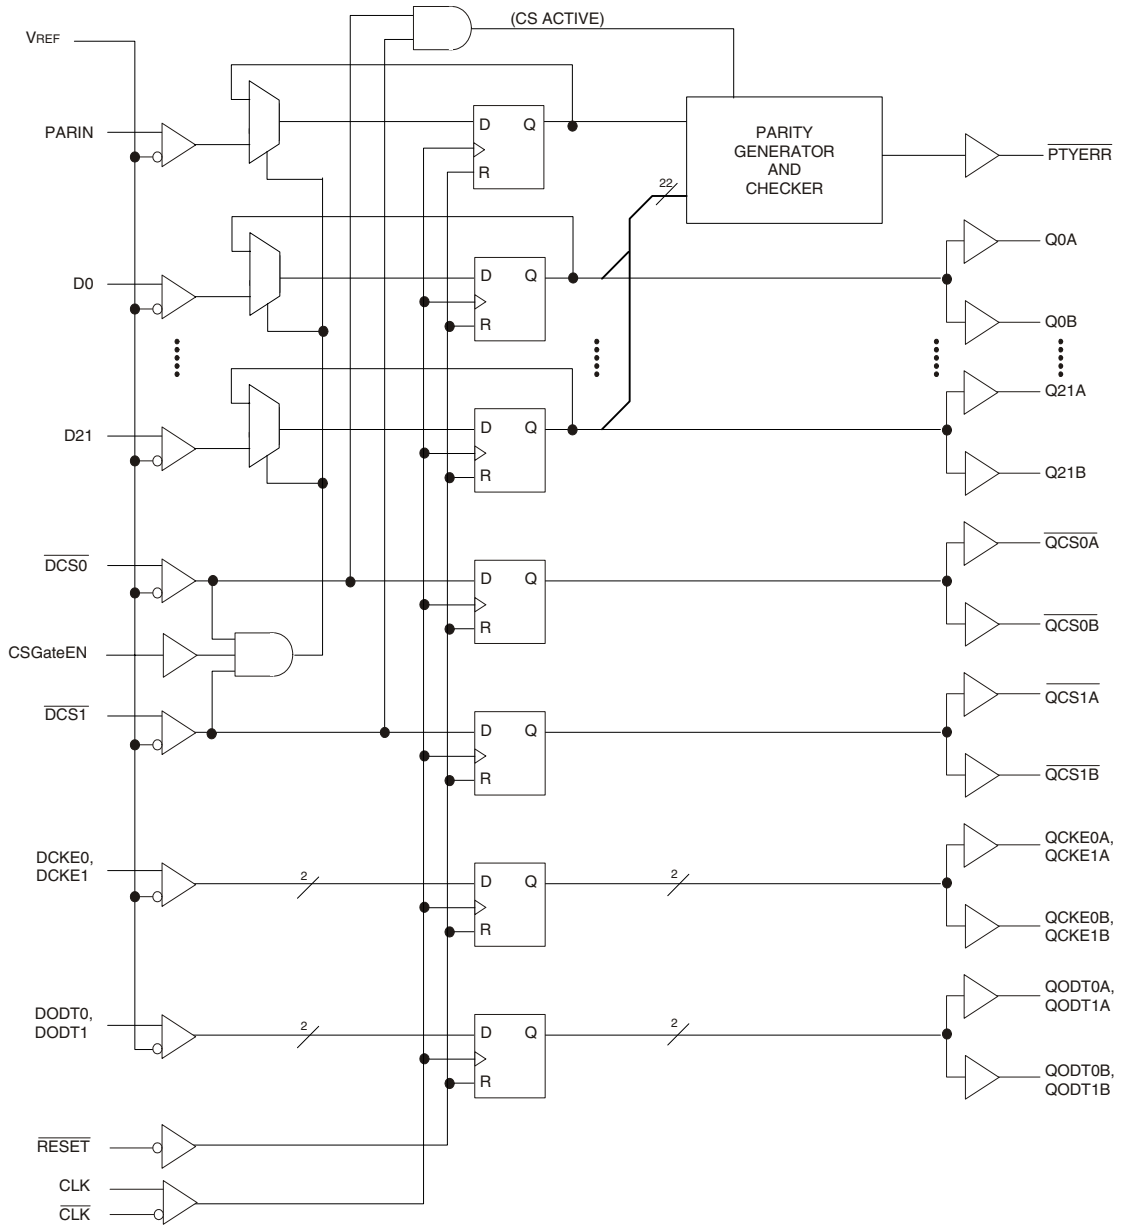 (CS ACTIVE)
VREF
PARIN
D Q
R
PARITY
GENERATOR
AND
CHECKER
22
PTYERR
D0
D Q
R
Q0A
Q0B
D21
D Q
R
Q21A
Q21B
DCS0
D Q
R
QCS0A
QCS0B
CSGateEN
DCS1
D Q
R
QCS1A
QCS1B
DCKE0,
DCKE1
2
D Q
R
2
QCKE0A,
QCKE1A
QCKE0B,
QCKE1B
DODT0,
DODT1
2
D Q
R
2
QODT0A,
QODT1A
QODT0B,
QODT1B
RESET
CLK
CLK